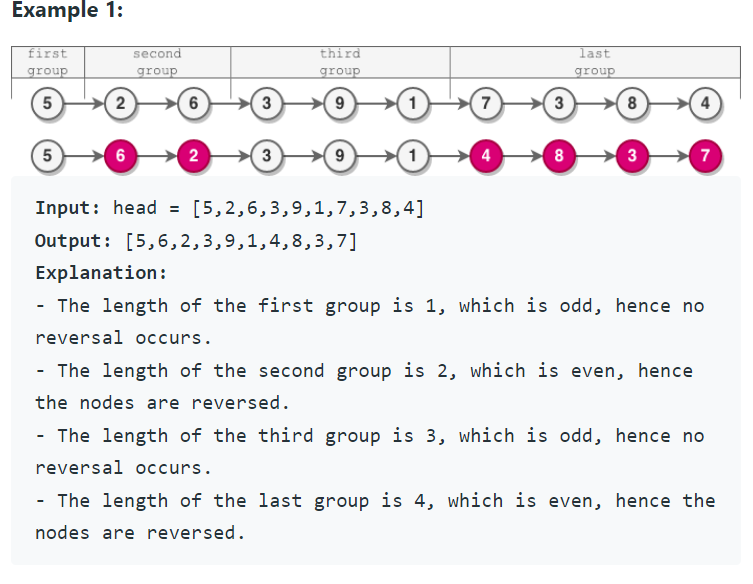 Example 1:
first second third last
group group group group
5 2 6 3 9 1 7 3 8 4
5 6 2 3 9 1 4 8 3 7
Input: head = [5,2,6,3,9,1,7,3,8,4]
Output: [5,6,2,3,9,1,4,8,3,7]
Explanation:
- The length of the first group is 1, which is odd, hence no
reversal occurs.
- The length of the second group is 2, which is even, hence
the nodes are reversed.
- The length of the third group is 3, which is odd, hence no
reversal occurs.
- The length of the last group is 4, which is even, hence the
nodes are reversed.